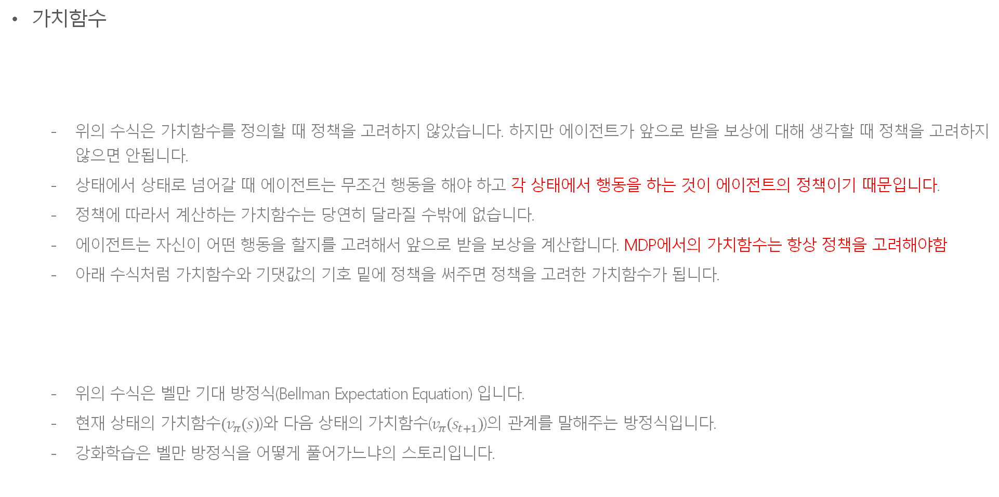 • 가치함수
- 위의 수식은 가치함수를 정의할 때 정책을 고려하지 않았습니다. 하지만 에이전트가 앞으로 받을 보상에 대해 생각할 때 정책을 고려하지
않으면 안됩니다.
- 상태에서 상태로 넘어갈 때 에이전트는 무조건 행동을 해야 하고 각 상태에서 행동을 하는 것이 에이전트의 정책이기 때문입니다.
- 정책에 따라서 계산하는 가치함수는 당연히 달라질 수밖에 없습니다.
- 에이전트는 자신이 어떤 행동을 할지를 고려해서 앞으로 받을 보상을 계산합니다. MDP에서의 가치함수는 항상 정책을 고려해야함
- 아래 수식처럼 가치함수와 기댓값의 기호 밑에 정책을 써주면 정책을 고려한 가치함수가 됩니다.
- 위의 수식은 벨만 기대 방정식(Bellman Expectation Equation) 입니다.
- 현재 상태의 가치함수(𝑣_𝜋(𝑠))와 다음 상태의 가치함수(𝑣_𝜋(𝑠_{𝑡+1}))의 관계를 말해주는 방정식입니다.
- 강화학습은 벨만 방정식을 어떻게 풀어가느냐의 스토리입니다.